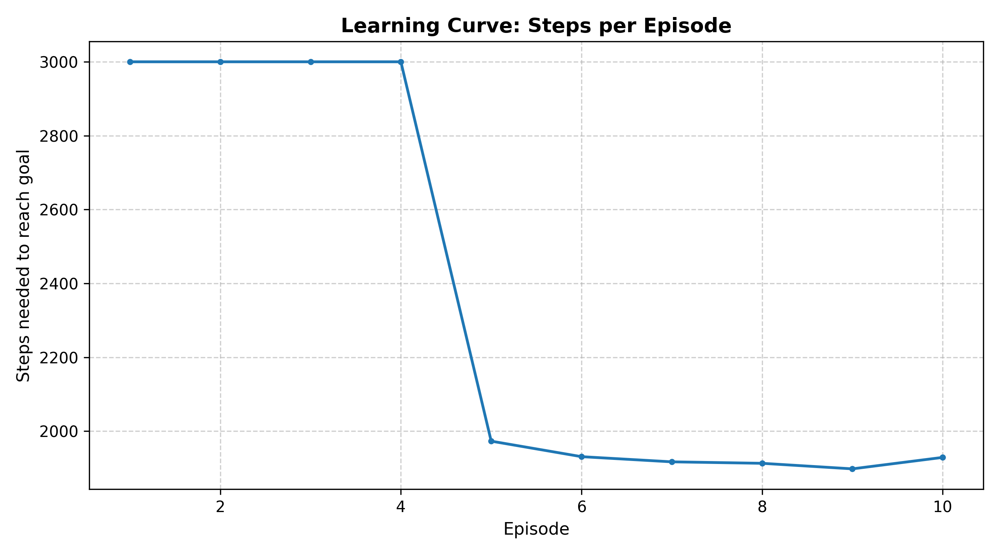 Learning Curve: Steps per Episode
Steps needed to reach goal
3000
2800
2600
2400
2200
2000
2 4 6 8 10
Episode